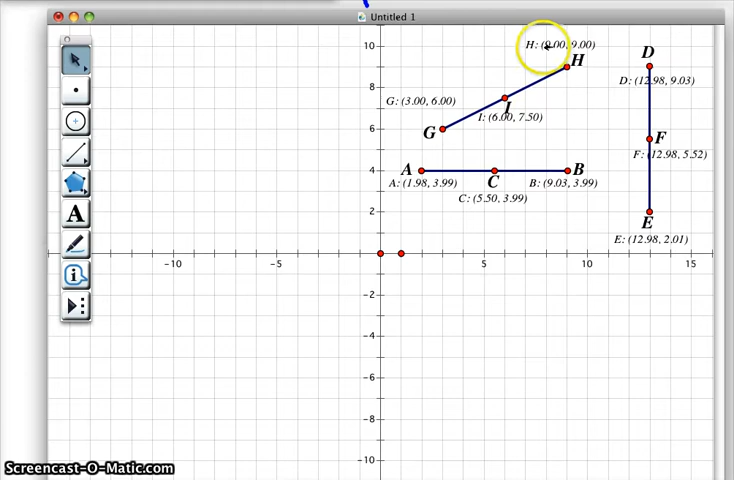 Untitled 1
10
H: (9.00, 9.00)
H
D
8
D: (12.98, 9.03)
G: (3.00, 6.00)
I
I: (6.00, 7.50)
6
G
F
F: (12.98, 5.52)
4
A
B
A: (1.98, 3.99)
C
B: (9.03, 3.99)
C: (5.50, 3.99)
2
E
E: (12.98, 2.01)
A
-10
-5
5
10
15
-2
-4
-6
-8
-10
Screencast-O-Matic.com